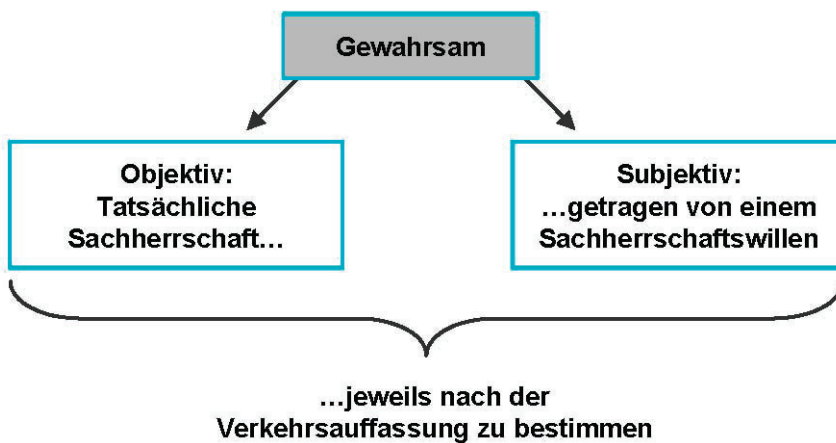 Gewahrsam
Objektiv:
Tatsächliche
Sachherrschaft…
Subjektiv:
…getragen von einem
Sachherrschaftswillen
…jeweils nach der
Verkehrsauffassung zu bestimmen